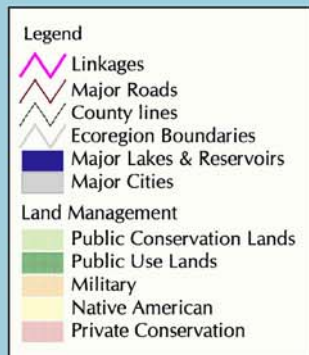 Legend
Linkages
Major Roads
County lines
Ecoregion Boundaries
Major Lakes & Reservoirs
Major Cities
Land Management
Public Conservation Lands
Public Use Lands
Military
Native American
Private Conservation